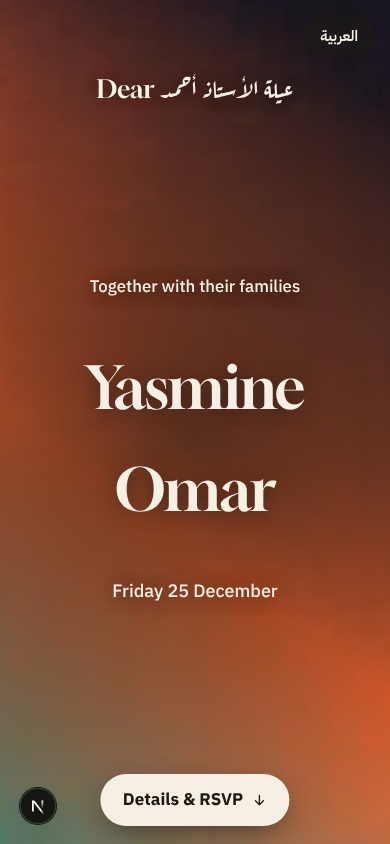 العربية
Dear عيلة الأستاذ أحمد
Together with their families
Yasmine
Omar
Friday 25 December
Details & RSVP ↓
N